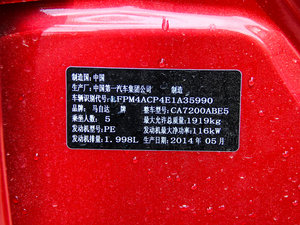 制造国：中国
生产厂：中国第一汽车集团公司 制造
车辆识别代号：LFPM4ACP4E1A35990
品牌：马自达 牌 整车型号：CA7200ABE5
乘坐人数：5 最大允许总质量：1919kg
发动机型号：PE 发动机最大净功率：116kW
发动机排量：1.998L 生产日期：2014年05月